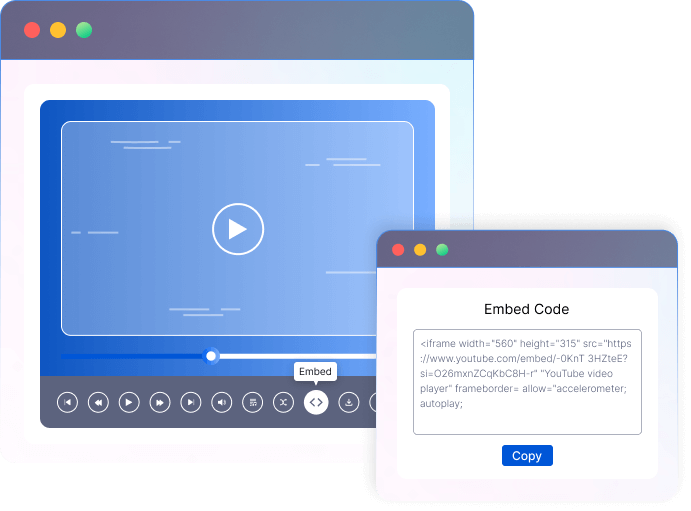 Embed
Embed Code
<iframe width="560" height="315" src="https
://www.youtube.com/embed/-0KnT 3HZteE?
si=O26mxnZCqKbC8H-r" "YouTube video
player" frameborder= allow="accelerometer;
autoplay;
Copy